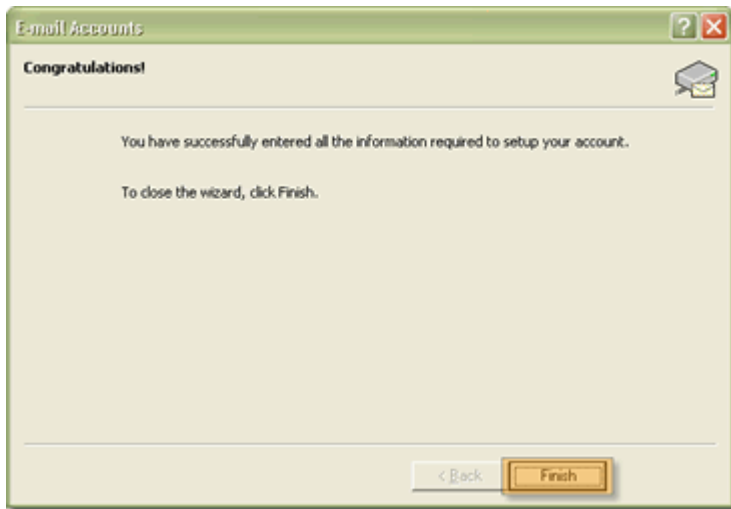 E-mail Accounts
Congratulations!
You have successfully entered all the information required to setup your account.
To close the wizard, click Finish.
< Back
Finish